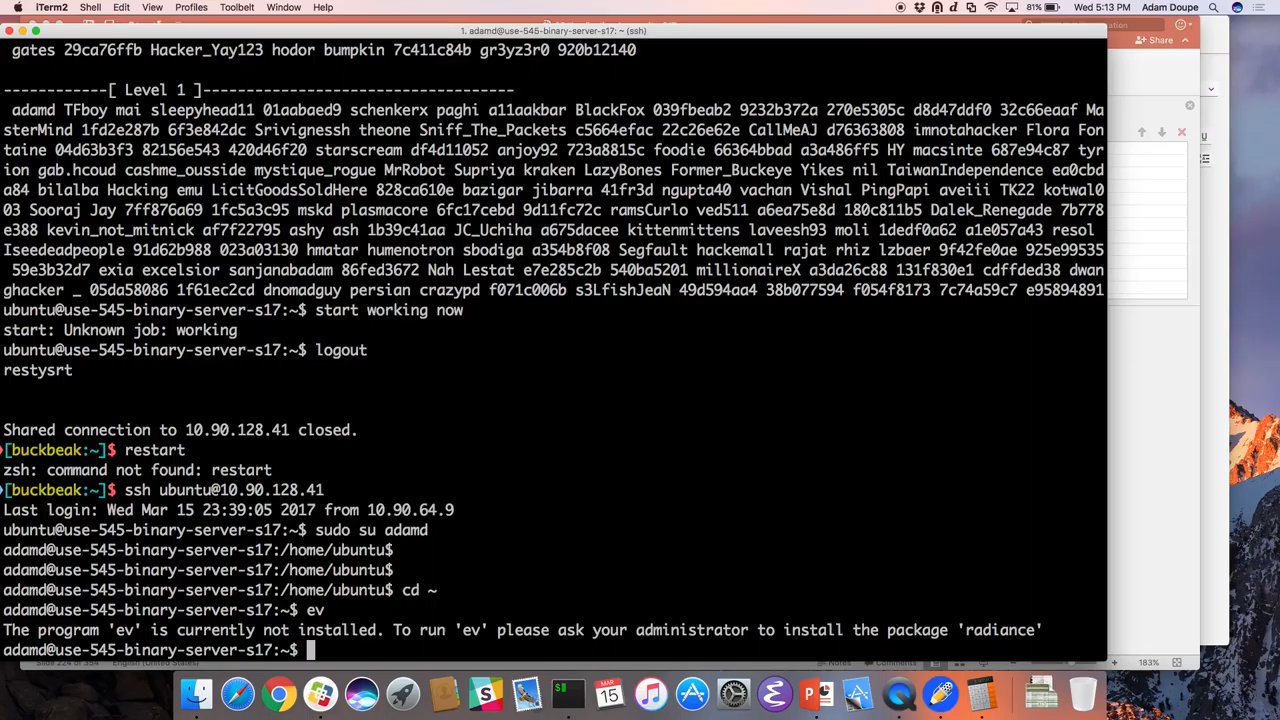 iTerm2 Shell Edit View Profiles Toolbelt Window Help 81% Wed 5:13 PM Adam Doupe
1. adamd@use-545-binary-server-s17: ~ (ssh)
Share
gates 29ca76ffb Hacker_Yay123 hodor bumpkin 7c411c84b gr3yz3r0 920b12140
------------[ Level 1 ]------------------------------------
adamd TFboy mai sleepyhead11 01aabaed9 schenkerx paghi a11aakbar BlackFox 039fbeab2 9232b372a 270e5305c d8d47ddf0 32c66eaaf Ma
sterMind 1fd2e287b 6f3e842dc Srivignessh theone Sniff_The_Packets c5664efac 22c26e62e CallMeAJ d76363808 imnotahacker Flora Fon
taine 04d63b3f3 82156e543 420d46f20 starscream df4d11052 anjoy92 723a8815c foodie 66364bbad a3a486ff5 HY macsinte 687e94c87 tyr
ion gab.hcoud cashme_ousside mystique_rogue MrRobot Supriya kraken LazyBones Former_Buckeye Yikes nil TaiwanIndependence ea0cbd
a84 bilalba Hacking emu LicitGoodsSoldHere 828ca610e bazigar jibarra 41fr3d ngupta40 vachan Vishal PingPapi aveiii TK22 kotwal0
03 Sooraj Jay 7ff876a69 1fc5a3c95 mskd plasmacore 6fc17cebd 9d11fc72c ramsCurlo ved511 a6ea75e8d 180c811b5 Dalek_Renegade 7b778
e388 kevin_not_mitnick af7f22795 ashy ash 1b39c41aa JC_Uchiha a675dacee kittenmittens laveesh93 moli 1dedf0a62 a1e057a43 resol
Iseedeadpeople 91d62b988 023a03130 hmatar humenotron sbodiga a354b8f08 Segfault hackemall rajat rhiz lzbaer 9f42fe0ae 925e99535
59e3b32d7 exia excelsior sanjanabadam 86fed3672 Nah Lestat e7e285c2b 540ba5201 millionaireX a3da26c88 131f830e1 cdffded38 dwan
ghacker _ 05da58086 1f61ec2cd dnomadguy persian crazypd f071c006b s3LfishJeaN 49d594aa4 38b077594 f054f8173 7c74a59c7 e95894891
ubuntu@use-545-binary-server-s17:~$ start working now
start: Unknown job: working
ubuntu@use-545-binary-server-s17:~$ logout
restysrt
Shared connection to 10.90.128.41 closed.
[buckbeak:~]$ restart
zsh: command not found: restart
[buckbeak:~]$ ssh ubuntu@10.90.128.41
Last login: Wed Mar 15 23:39:05 2017 from 10.90.64.9
ubuntu@use-545-binary-server-s17:~$ sudo su adamd
adamd@use-545-binary-server-s17:/home/ubuntu$
adamd@use-545-binary-server-s17:/home/ubuntu$
adamd@use-545-binary-server-s17:/home/ubuntu$ cd ~
adamd@use-545-binary-server-s17:~$ ev
The program 'ev' is currently not installed. To run 'ev' please ask your administrator to install the package 'radiance'
adamd@use-545-binary-server-s17:~$
Slide 224 of 354 English (United States) Notes Comments 183%
MAR
15